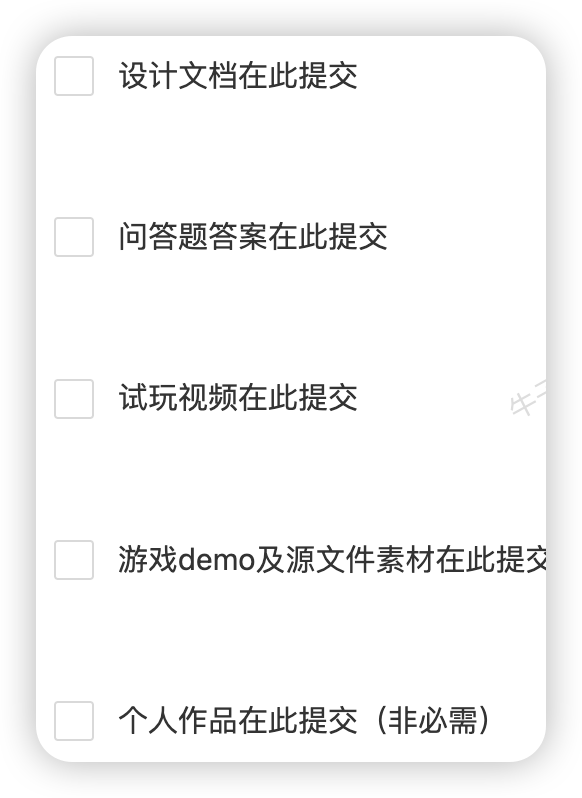 设计文档在此提交
问答题答案在此提交
试玩视频在此提交
游戏demo及源文件素材在此提交
个人作品在此提交（非必需）